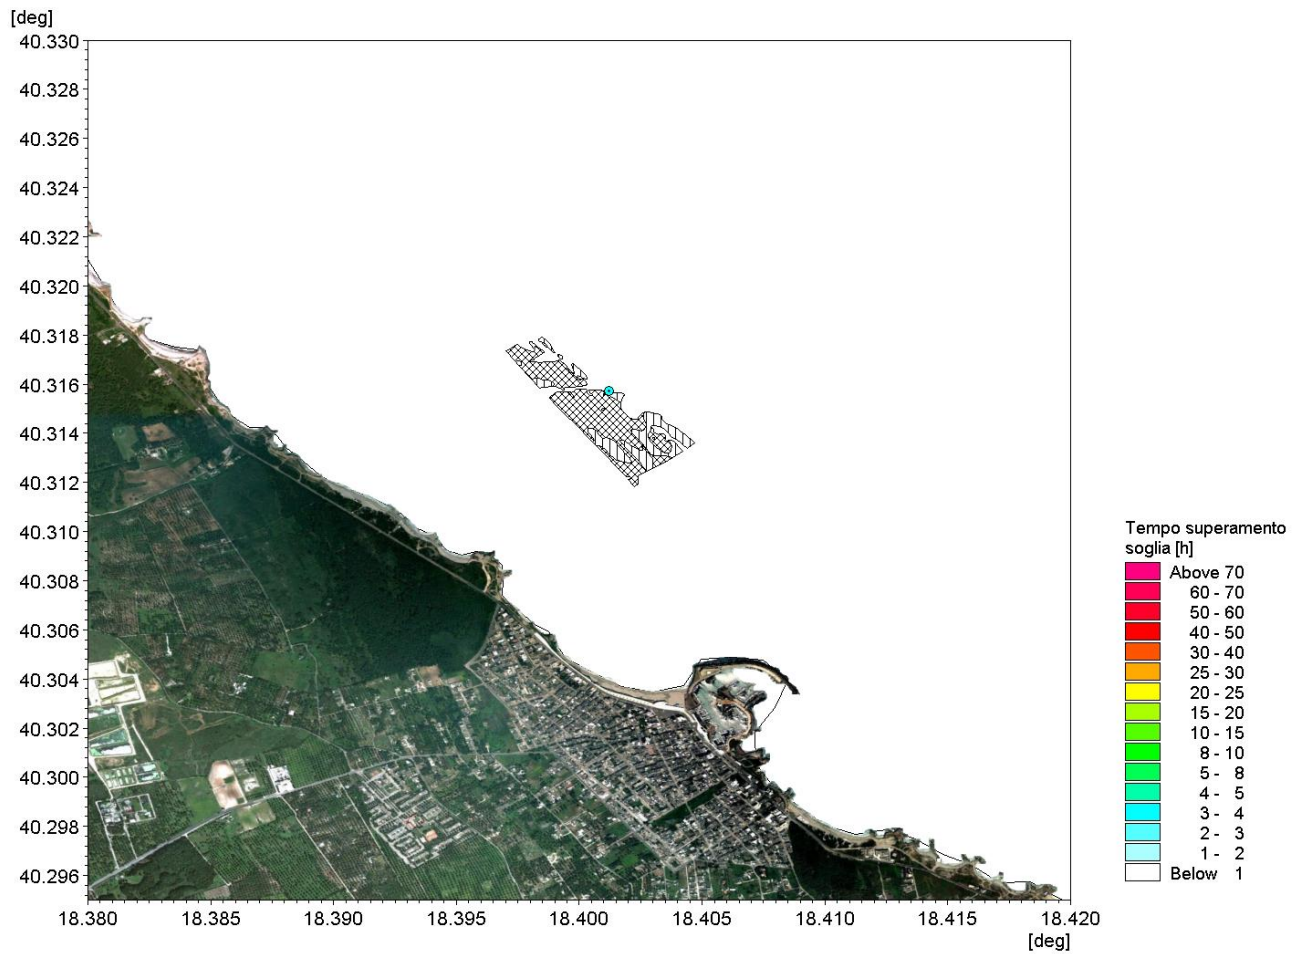 [deg]
40.330
40.328
40.326
40.324
40.322
40.320
40.318
40.316
40.314
40.312
40.310
40.308
40.306
40.304
40.302
40.300
40.298
40.296
18.380 18.385 18.390 18.395 18.400 18.405 18.410 18.415 18.420
[deg]
Tempo superamento
soglia [h]
Above 70
60 - 70
50 - 60
40 - 50
30 - 40
25 - 30
20 - 25
15 - 20
10 - 15
8 - 10
5 - 8
4 - 5
3 - 4
2 - 3
1 - 2
Below 1